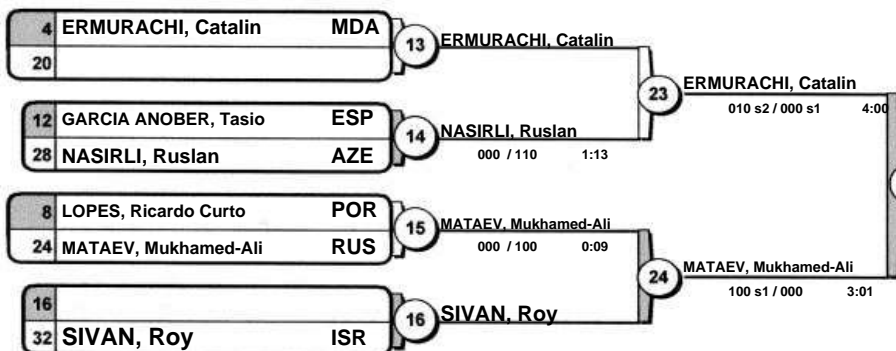 4 ERMURACHI, Catalin MDA
20
13
ERMURACHI, Catalin
12 GARCIA ANOBER, Tasio ESP
28 NASIRLI, Ruslan AZE
14
NASIRLI, Ruslan
000 / 110 1:13
23
ERMURACHI, Catalin
010 s2 / 000 s1 4:00
8 LOPES, Ricardo Curto POR
24 MATAEV, Mukhamed-Ali RUS
15
MATAEV, Mukhamed-Ali
000 / 100 0:09
16
32 SIVAN, Roy ISR
16
SIVAN, Roy
24
MATAEV, Mukhamed-Ali
100 s1 / 000 3:01